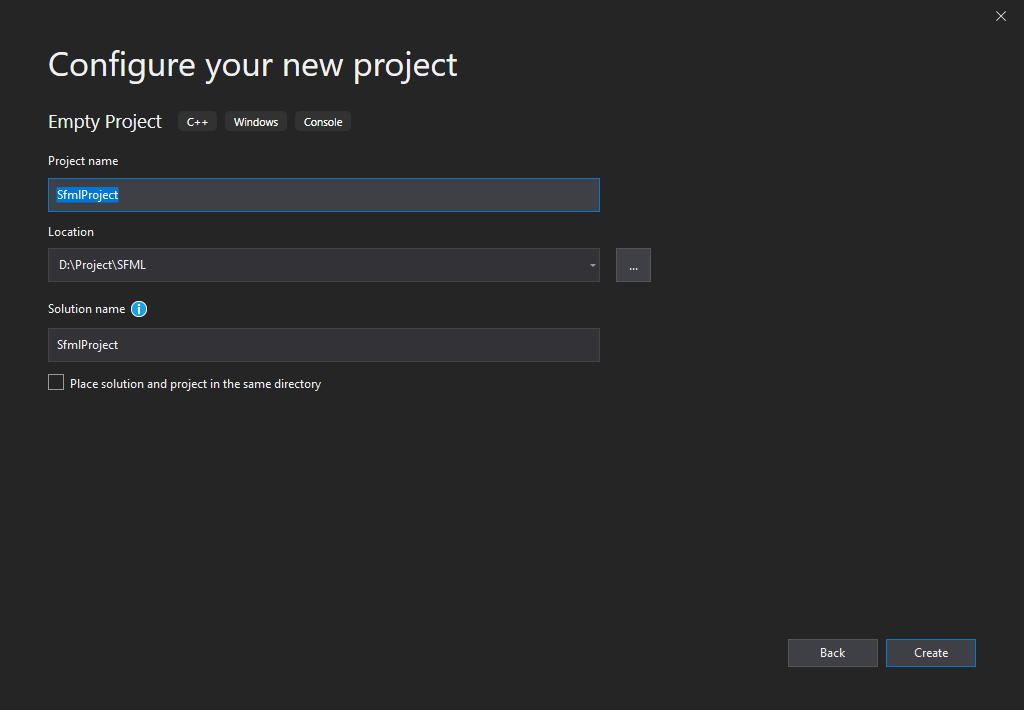 Configure your new project
Empty Project C++ Windows Console
Project name
SfmlProject
Location
D:\Project\SFML
...
Solution name
SfmlProject
Place solution and project in the same directory
Back Create